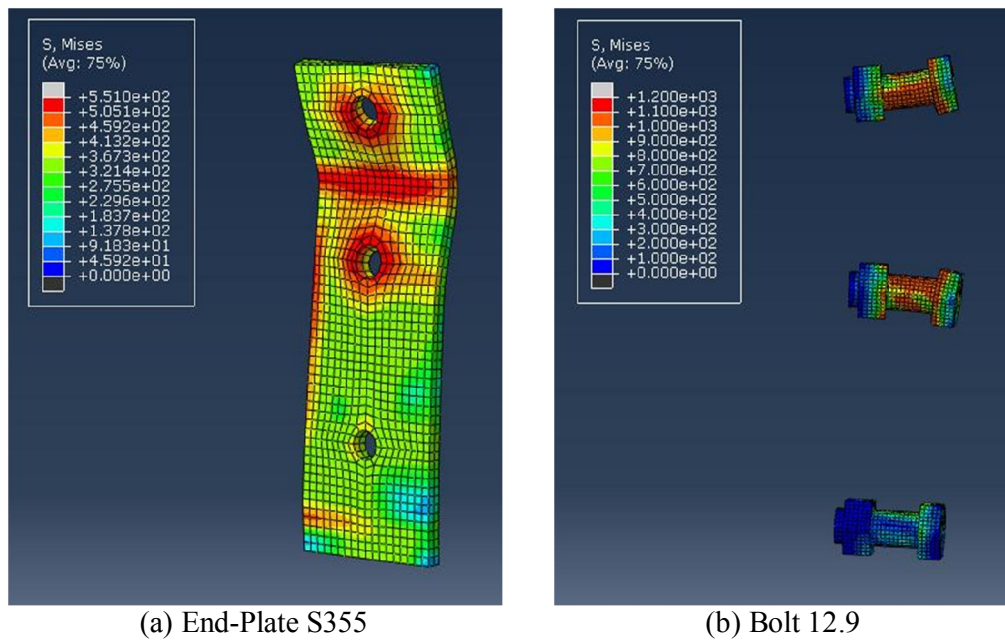 S, Mises
(Avg: 75%)
+5.510e+02
+5.051e+02
+4.592e+02
+4.132e+02
+3.673e+02
+3.214e+02
+2.755e+02
+2.296e+02
+1.837e+02
+1.378e+02
+9.183e+01
+4.592e+01
+0.000e+00
S, Mises
(Avg: 75%)
+1.200e+03
+1.100e+03
+1.000e+03
+9.000e+02
+8.000e+02
+7.000e+02
+6.000e+02
+5.000e+02
+4.000e+02
+3.000e+02
+2.000e+02
+1.000e+02
+0.000e+00
(a) End-Plate S355
(b) Bolt 12.9